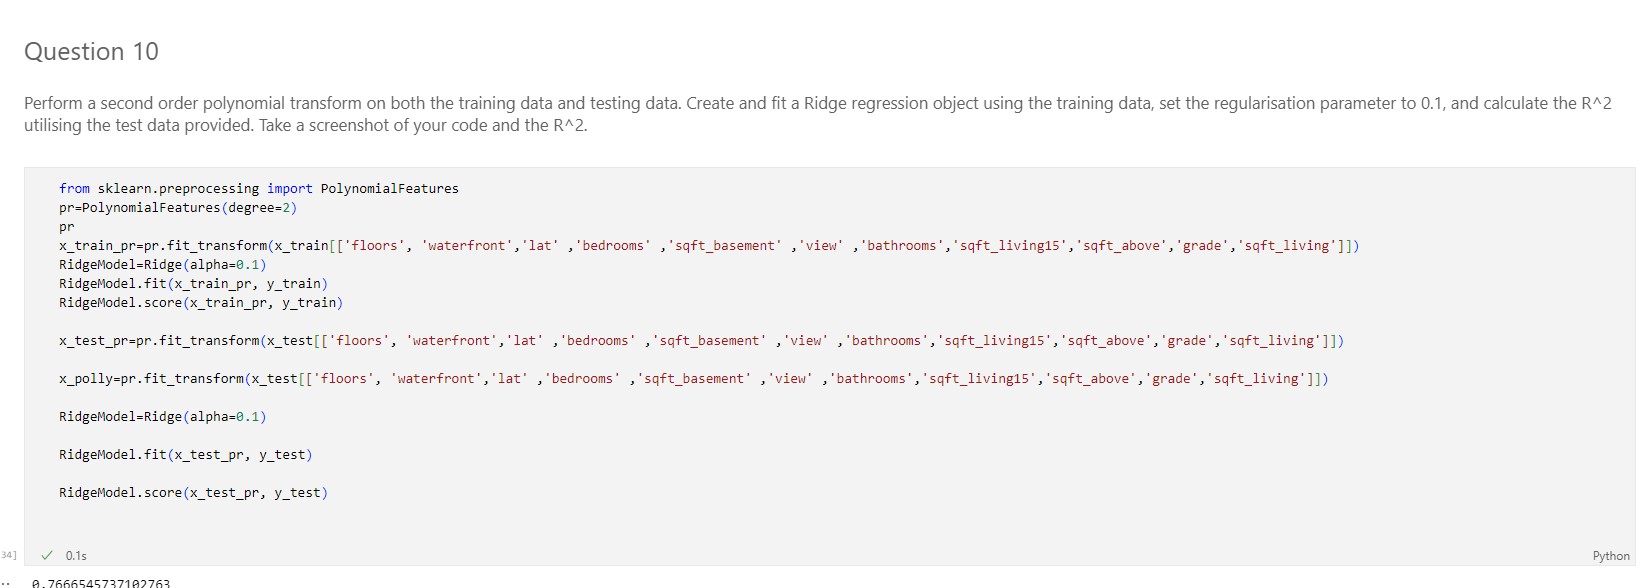 Question 10
Perform a second order polynomial transform on both the training data and testing data. Create and fit a Ridge regression object using the training data, set the regularisation parameter to 0.1, and calculate the R^2
utilising the test data provided. Take a screenshot of your code and the R^2.
from sklearn.preprocessing import PolynomialFeatures
pr=PolynomialFeatures(degree=2)
pr
x_train_pr=pr.fit_transform(x_train[['floors', 'waterfront','lat' ,'bedrooms' ,'sqft_basement' ,'view' ,'bathrooms','sqft_living15','sqft_above','grade','sqft_living']])
RidgeModel=Ridge(alpha=0.1)
RidgeModel.fit(x_train_pr, y_train)
RidgeModel.score(x_train_pr, y_train)
x_test_pr=pr.fit_transform(x_test[['floors', 'waterfront','lat' ,'bedrooms' ,'sqft_basement' ,'view' ,'bathrooms','sqft_living15','sqft_above','grade','sqft_living']])
x_polly=pr.fit_transform(x_test[['floors', 'waterfront','lat' ,'bedrooms' ,'sqft_basement' ,'view' ,'bathrooms','sqft_living15','sqft_above','grade','sqft_living']])
RidgeModel=Ridge(alpha=0.1)
RidgeModel.fit(x_test_pr, y_test)
RidgeModel.score(x_test_pr, y_test)
34] ✓ 0.1s Python
0.7666545737102763